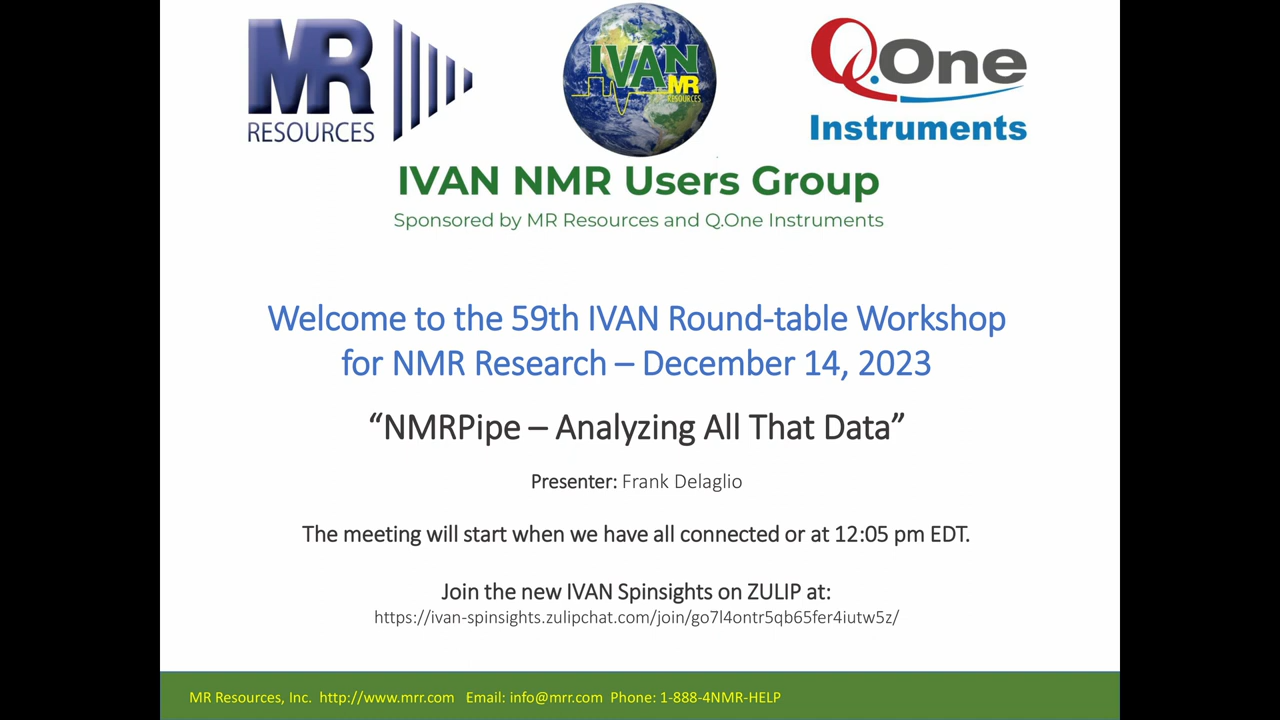 MR
RESOURCES
IVAN
MR
RESOURCES
Q.One
Instruments
IVAN NMR Users Group
Sponsored by MR Resources and Q.One Instruments
Welcome to the 59th IVAN Round-table Workshop
for NMR Research – December 14, 2023
“NMRPipe – Analyzing All That Data”
Presenter: Frank Delaglio
The meeting will start when we have all connected or at 12:05 pm EDT.
Join the new IVAN Spinsights on ZULIP at:
https://ivan-spinsights.zulipchat.com/join/go7l4ontr5qb65fer4iutw5z/
MR Resources, Inc.  http://www.mrr.com  Email: info@mrr.com  Phone: 1-888-4NMR-HELP